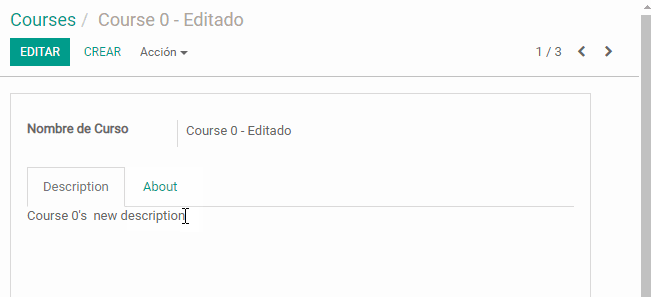 Courses / Course 0 - Editado
EDITAR CREAR Acción 1 / 3
Nombre de Curso Course 0 - Editado
Description About
Course 0's new description